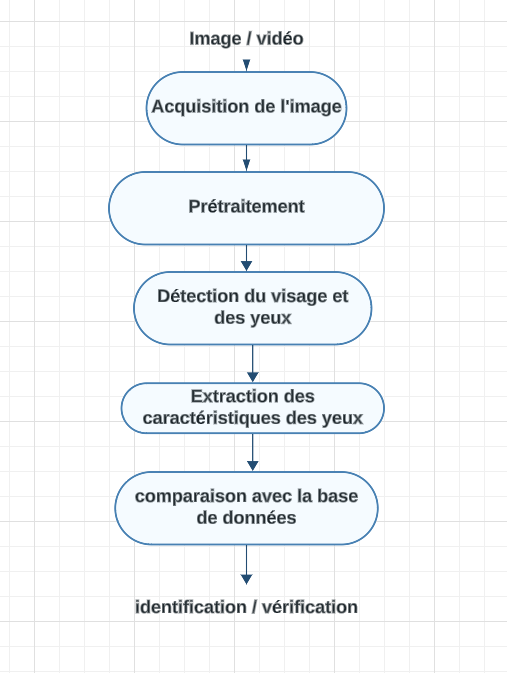 Image / vidéo
Acquisition de l'image
Prétraitement
Détection du visage et
des yeux
Extraction des
caractéristiques des yeux
comparaison avec la base
de données
identification / vérification